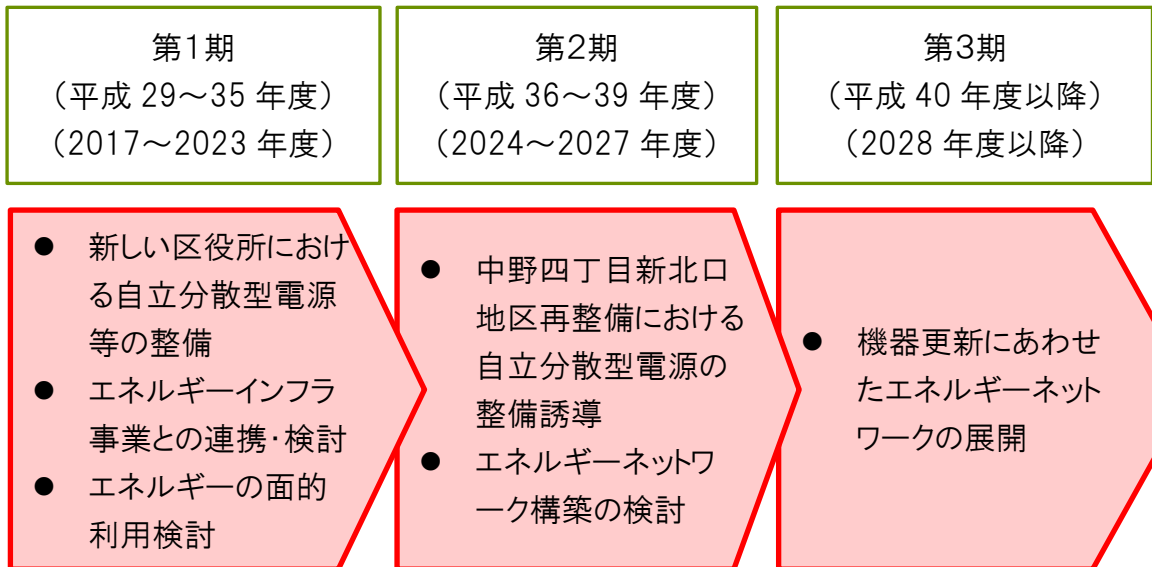 第1期
（平成 29～35 年度）
（2017～2023 年度）
第2期
（平成 36～39 年度）
（2024～2027 年度）
第3期
（平成 40 年度以降）
（2028 年度以降）
● 新しい区役所におけ
る自立分散型電源
等の整備
● エネルギーインフラ
事業との連携・検討
● エネルギーの面的
利用検討
● 中野四丁目新北口
地区再整備における
自立分散型電源の
整備誘導
● エネルギーネットワ
ーク構築の検討
● 機器更新にあわせ
たエネルギーネット
ワークの展開